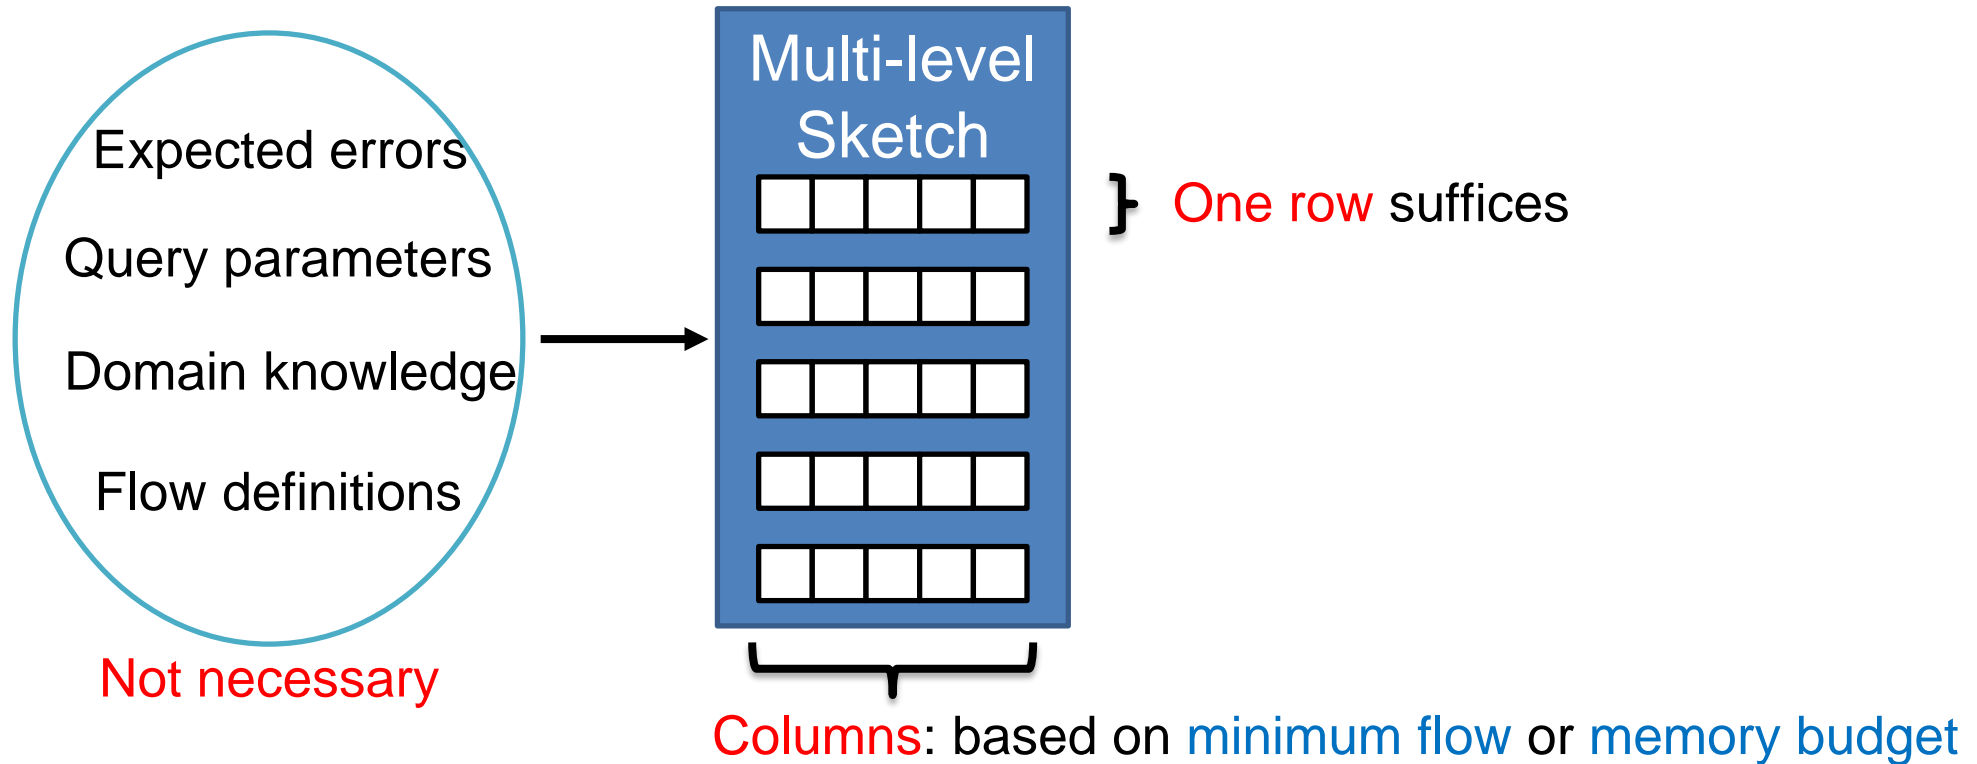 Expected errors
Query parameters
Domain knowledge
Flow definitions
Not necessary
Multi-level
Sketch
One row suffices
Columns: based on minimum flow or memory budget